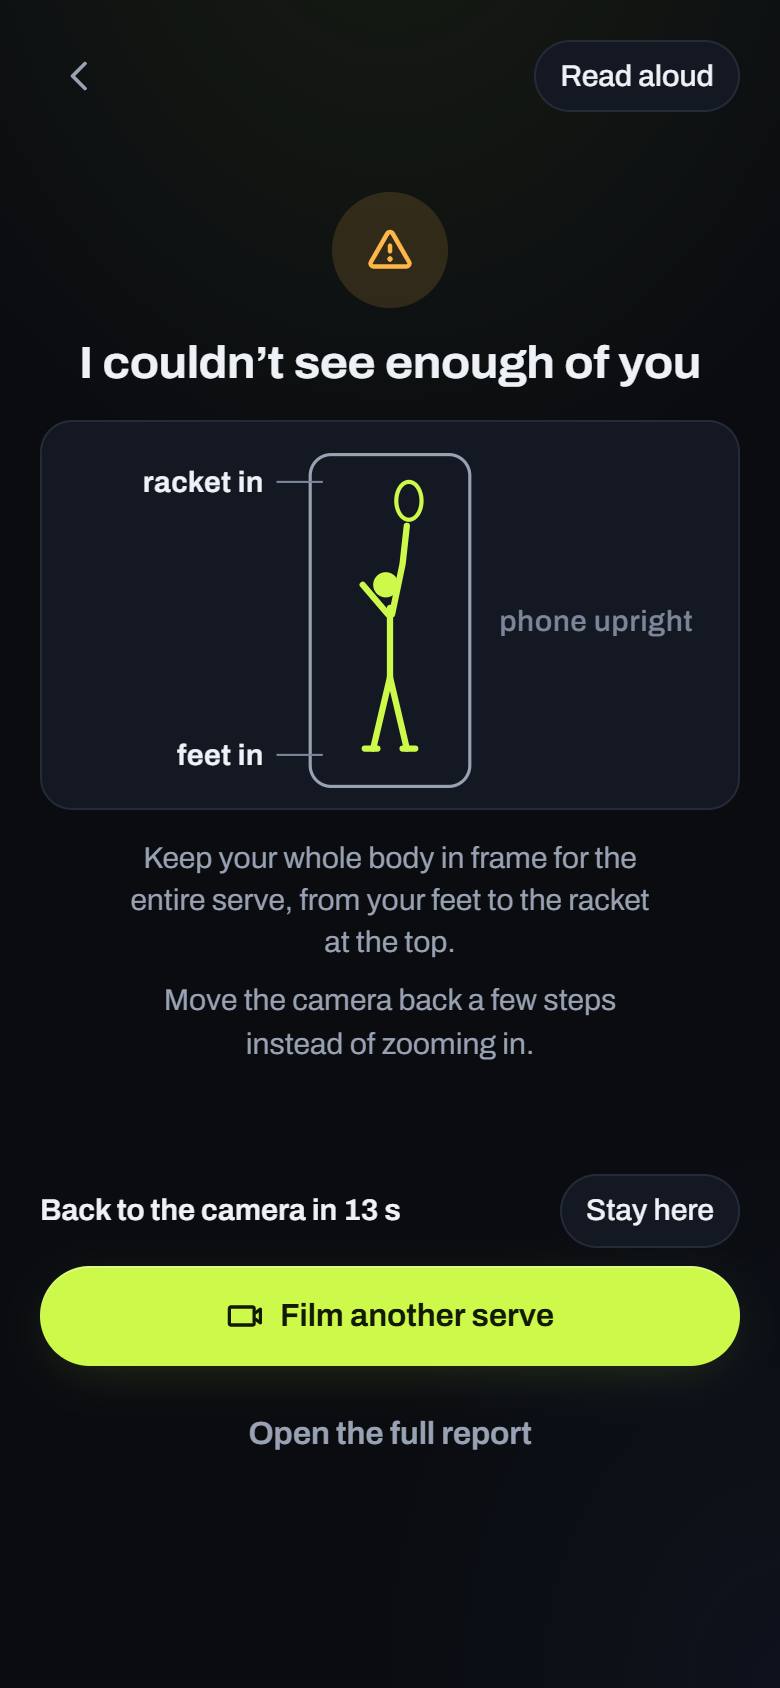 Read aloud
I couldn’t see enough of you
racket in
phone upright
feet in
Keep your whole body in frame for the
entire serve, from your feet to the racket
at the top.
Move the camera back a few steps
instead of zooming in.
Back to the camera in 13 s
Stay here
Film another serve
Open the full report